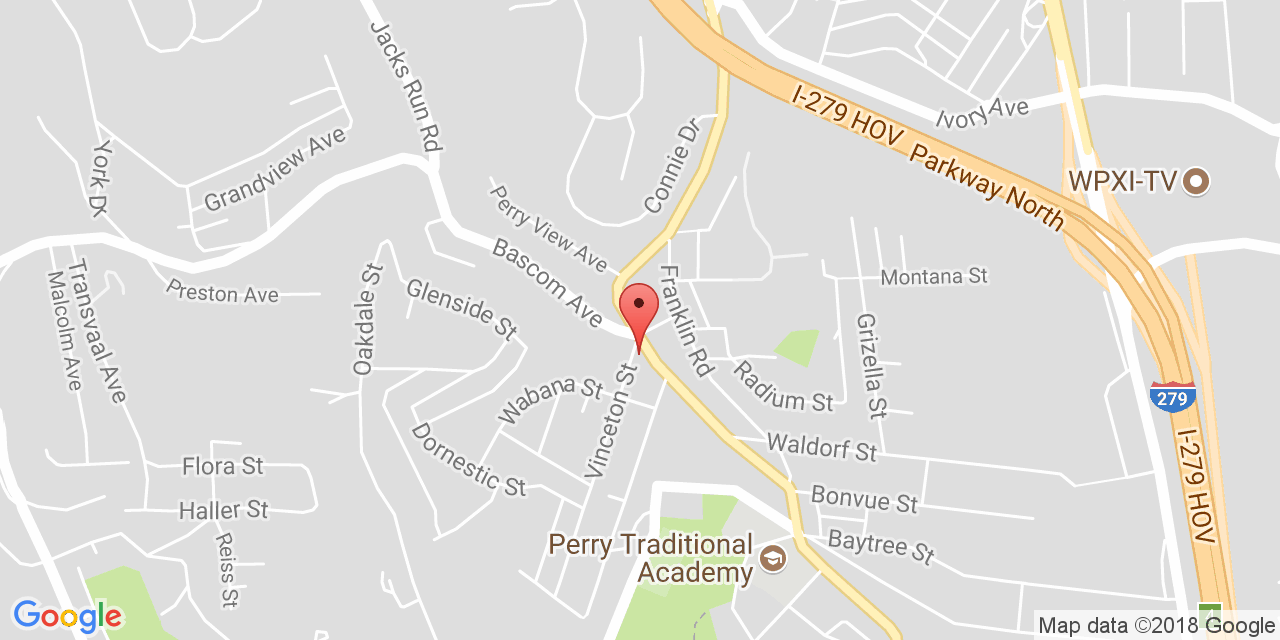 Jacks Run Rd
I-279 HOV
Parkway North
Ivory Ave
WPXI-TV
York Dr
Grandview Ave
Connie Dr
Perry View Ave
Bascom Ave
Franklin Rd
Montana St
Preston Ave
Transvaal Ave
Malcolm Ave
Oakdale St
Glenside St
Grizella St
Radium St
Wabana St
Vinceton St
279
Dornestic St
Waldorf St
I-279 HOV
Flora St
Haller St
Reiss St
Bonvue St
Baytree St
Perry Traditional
Academy
Google
4
Map data ©2018 Google